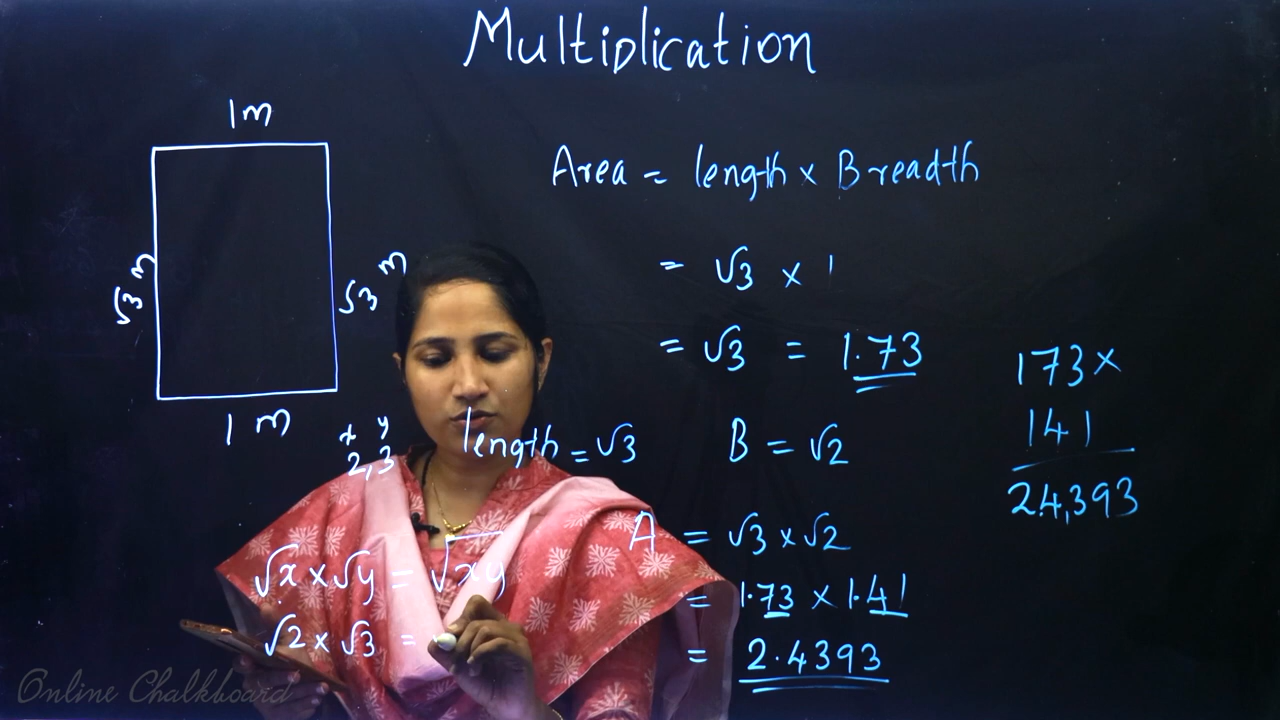 Multiplication
1 m
√3 m
√3 m
1 m
Area = length × Breadth
= √3 × 1
= √3 = 1.73
length = √3 B = √2
A = √3 × √2
= 1.73 × 1.41
= 2.4393
173 ×
141
24,393
x y
2, 3
√x × √y = √xy
√2 × √3 =
Online Chalkboard